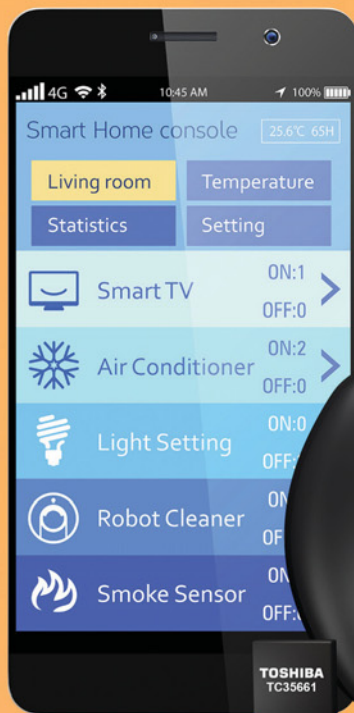 4G 10:45 AM 100%
Smart Home console 25.6℃ 65H
Living room Temperature
Statistics Setting
Smart TV
ON:1
OFF:0
Air Conditioner
ON:2
OFF:0
Light Setting
ON:0
OFF:
Robot Cleaner
Smoke Sensor
OFF:
TOSHIBA
TC35661